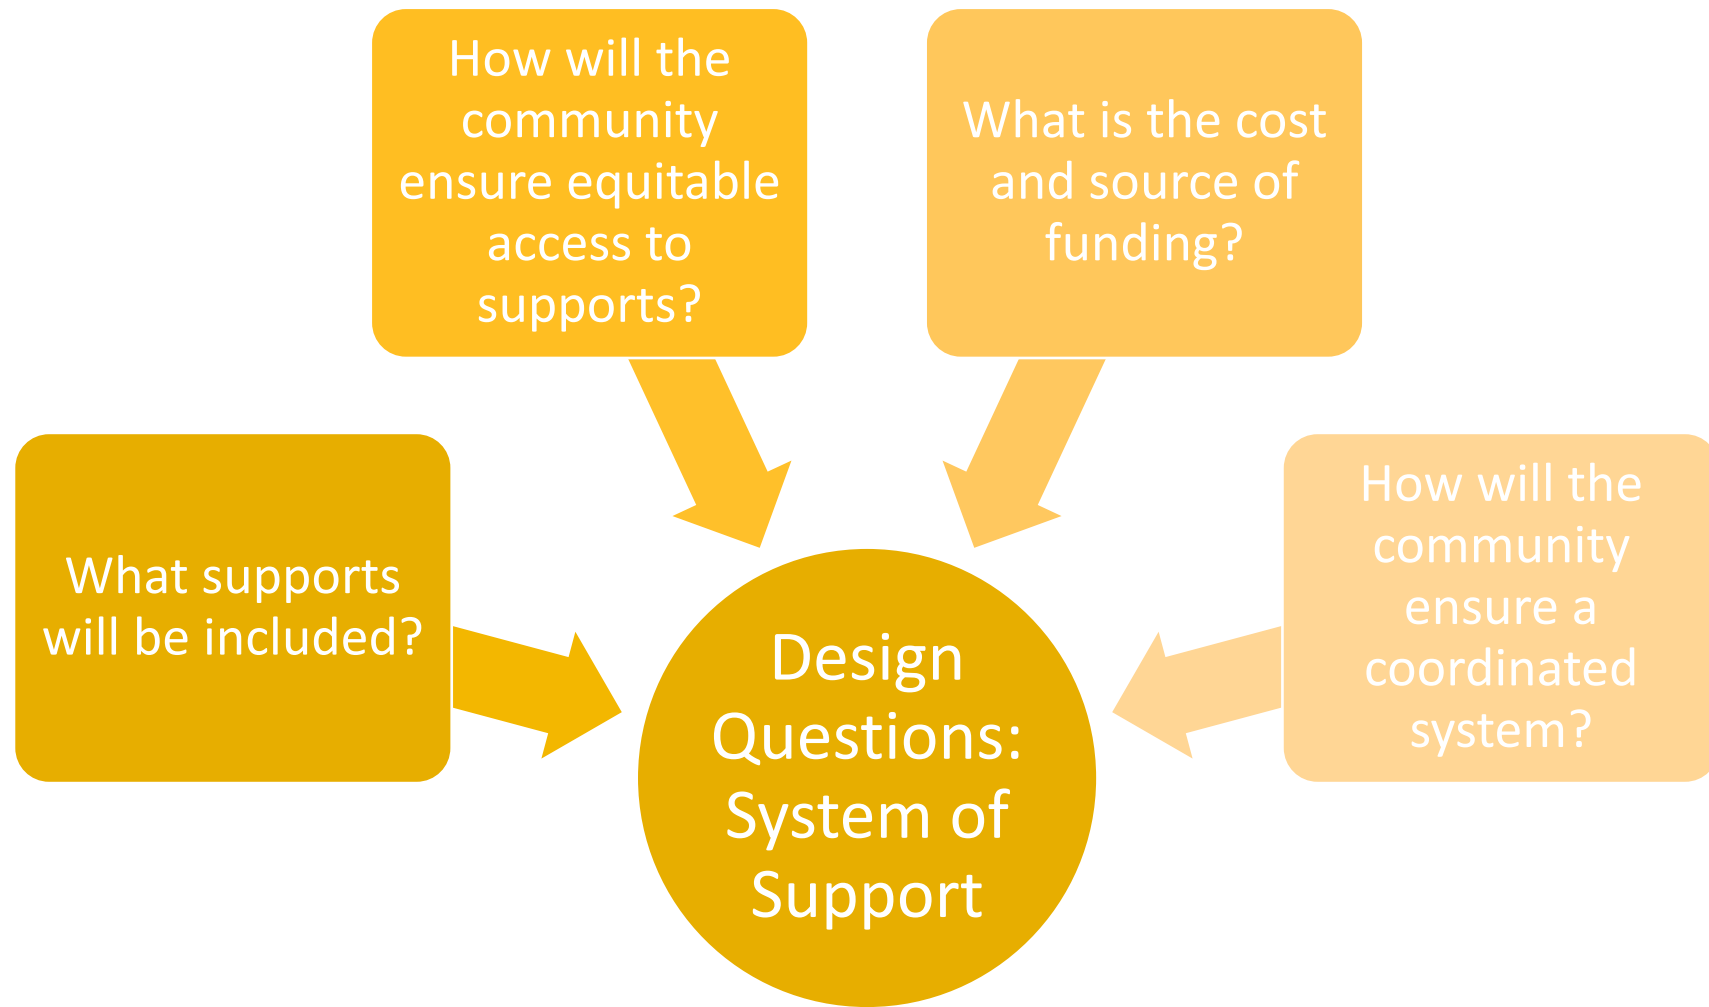 How will the
community
ensure equitable
access to
supports?
What is the cost
and source of
funding?
What supports
will be included?
How will the
community
ensure a
coordinated
system?
Design
Questions:
System of
Support